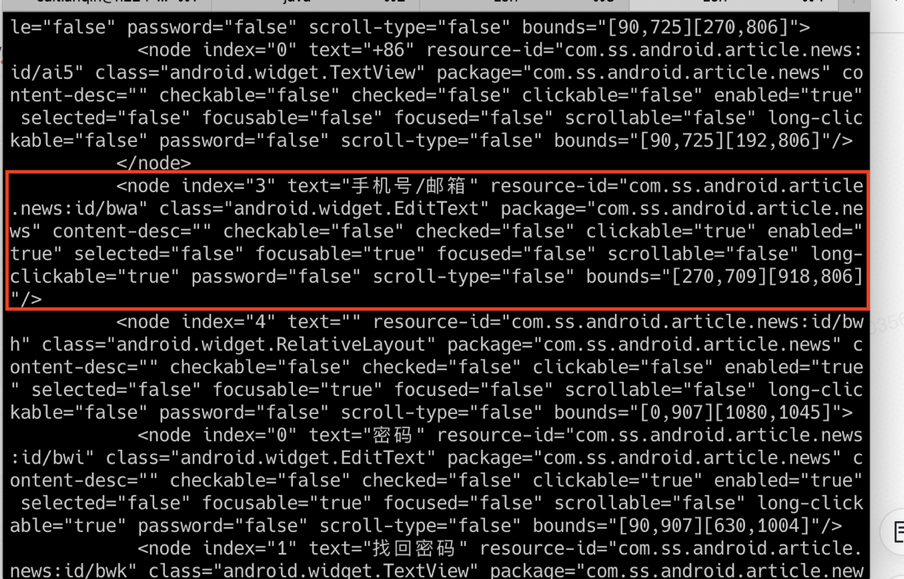 le="false" password="false" scroll-type="false" bounds="[90,725][270,806]">
<node index="0" text="+86" resource-id="com.ss.android.article.news:
id/ai5" class="android.widget.TextView" package="com.ss.android.article.news" co
ntent-desc="" checkable="false" checked="false" clickable="false" enabled="true"
selected="false" focusable="false" focused="false" scrollable="false" long-clic
kable="false" password="false" scroll-type="false" bounds="[90,725][192,806]"/>
</node>
<node index="3" text="手机号/邮箱" resource-id="com.ss.android.article
.news:id/bwa" class="android.widget.EditText" package="com.ss.android.article.ne
ws" content-desc="" checkable="false" checked="false" clickable="true" enabled="
true" selected="false" focusable="true" focused="false" scrollable="false" long-
clickable="true" password="false" scroll-type="false" bounds="[270,709][918,806]
"/>
<node index="4" text="" resource-id="com.ss.android.article.news:id/bw
h" class="android.widget.RelativeLayout" package="com.ss.android.article.news" c
ontent-desc="" checkable="false" checked="false" clickable="false" enabled="true
" selected="false" focusable="true" focused="false" scrollable="false" long-clic
kable="false" password="false" scroll-type="false" bounds="[0,907][1080,1045]">
<node index="0" text="密码" resource-id="com.ss.android.article.news
:id/bwi" class="android.widget.EditText" package="com.ss.android.article.news" c
ontent-desc="" checkable="false" checked="false" clickable="true" enabled="true"
selected="false" focusable="true" focused="false" scrollable="false" long-click
able="true" password="false" scroll-type="false" bounds="[90,907][630,1004]"/>
<node index="1" text="找回密码" resource-id="com.ss.android.article.
news:id/bwk" class="android.widget.TextView" package="com.ss.android.article.new